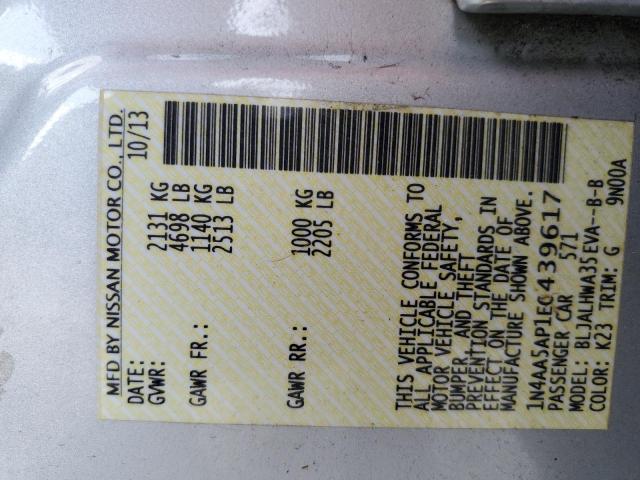 MFD BY NISSAN MOTOR CO., LTD.
DATE: 10/13
GVWR: 2131 KG
4698 LB
GAWR FR.: 1140 KG
2513 LB
GAWR RR.: 1000 KG
2205 LB
THIS VEHICLE CONFORMS TO
ALL APPLICABLE FEDERAL
MOTOR VEHICLE SAFETY,
BUMPER, AND THEFT
PREVENTION STANDARDS IN
EFFECT ON THE DATE OF
MANUFACTURE SHOWN ABOVE.
1N4AA5AP1EC439617
PASSENGER CAR 571
MODEL: BLJALHWA35EVA--B-B
COLOR: K23 TRIM: G 9N00A